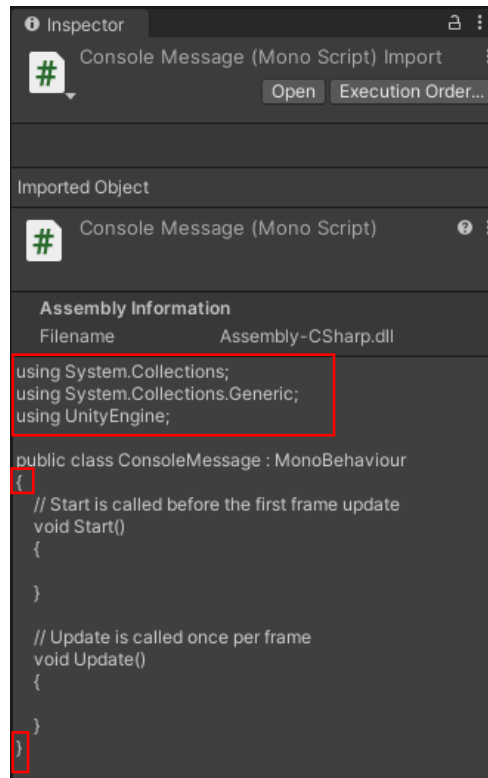 Inspector
Console Message (Mono Script) Import
#
Open Execution Order...
Imported Object
Console Message (Mono Script)
#
Assembly Information
Filename Assembly-CSharp.dll
using System.Collections;
using System.Collections.Generic;
using UnityEngine;
public class ConsoleMessage : MonoBehaviour
{
// Start is called before the first frame update
void Start()
{
}
// Update is called once per frame
void Update()
{
}
}